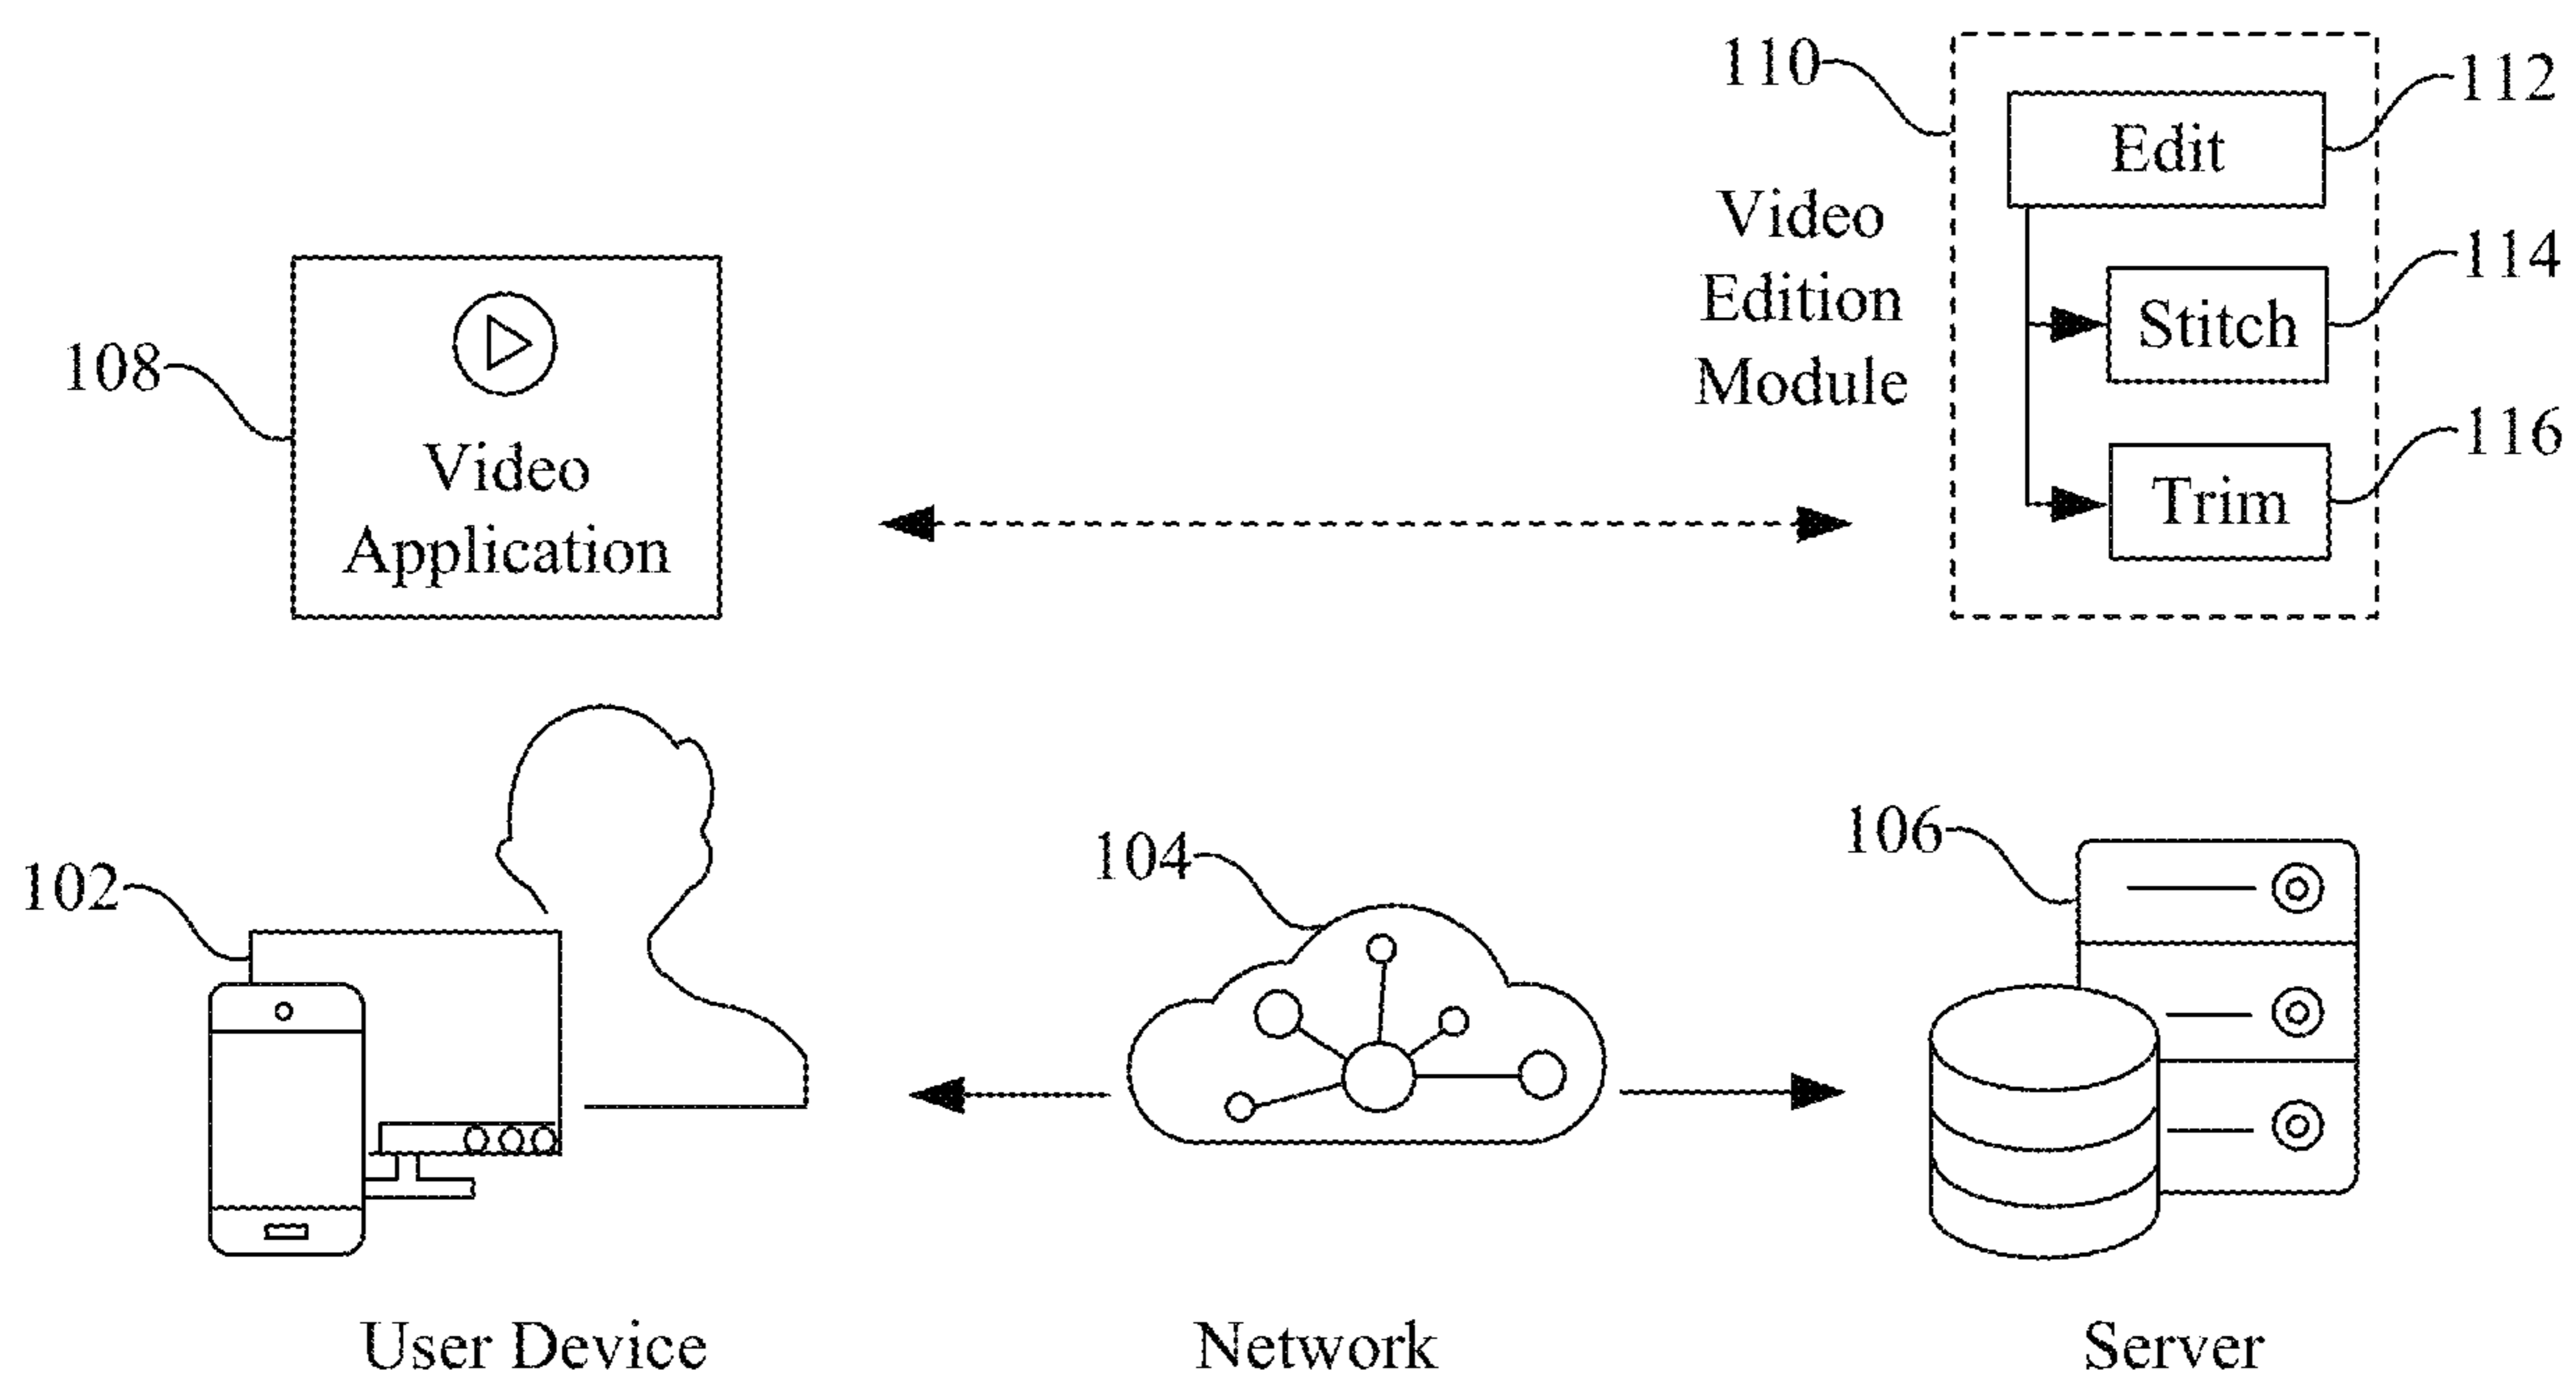 110
112
Edit
Video
Edition
Module
114
Stitch
116
Trim
108
Video
Application
102
104
106
User Device
Network
Server